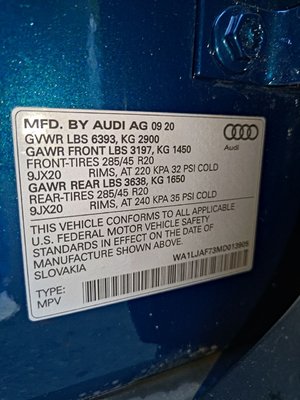 MFD. BY AUDI AG 09 20
GVWR LBS 6393, KG 2900
GAWR FRONT LBS 3197, KG 1450
FRONT-TIRES 285/45 R20
9JX20 RIMS, AT 220 KPA 32 PSI COLD
GAWR REAR LBS 3638, KG 1650
REAR-TIRES 285/45 R20
9JX20 RIMS, AT 240 KPA 35 PSI COLD
THIS VEHICLE CONFORMS TO ALL APPLICABLE
U.S. FEDERAL MOTOR VEHICLE SAFETY
STANDARDS IN EFFECT ON THE DATE OF
MANUFACTURE SHOWN ABOVE.
SLOVAKIA
WA1LJAF73MD013905
TYPE:
MPV
Audi